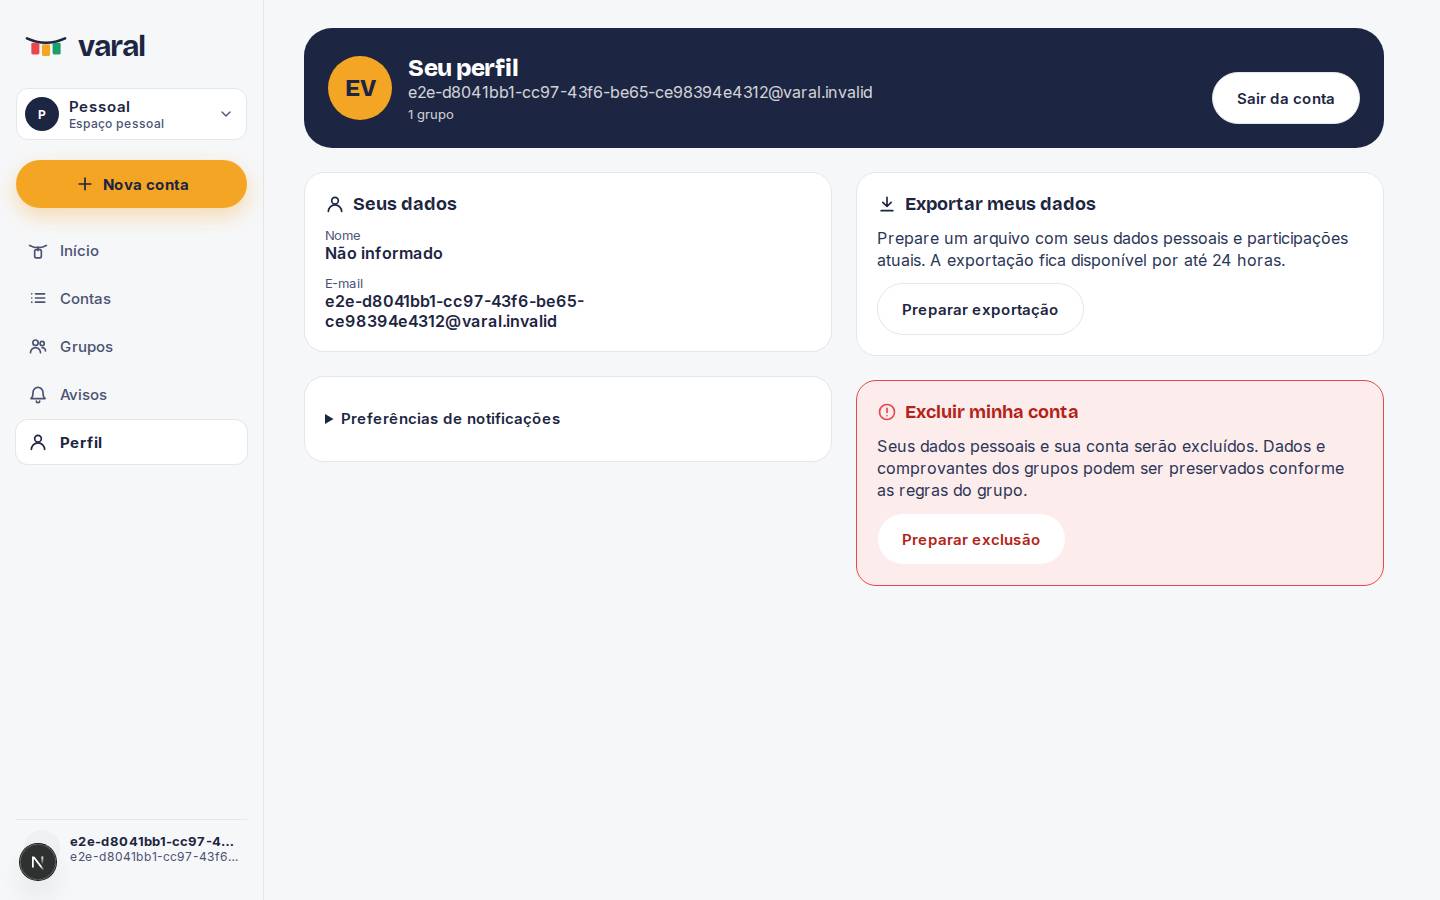 varal
P
Pessoal
Espaço pessoal
Nova conta
Início
Contas
Grupos
Avisos
Perfil
e2e-d8041bb1-cc97-4...
e2e-d8041bb1-cc97-43f6...
N
EV
Seu perfil
e2e-d8041bb1-cc97-43f6-be65-ce98394e4312@varal.invalid
1 grupo
Sair da conta
Seus dados
Nome
Não informado
E-mail
e2e-d8041bb1-cc97-43f6-be65-
ce98394e4312@varal.invalid
Preferências de notificações
Exportar meus dados
Prepare um arquivo com seus dados pessoais e participações
atuais. A exportação fica disponível por até 24 horas.
Preparar exportação
Excluir minha conta
Seus dados pessoais e sua conta serão excluídos. Dados e
comprovantes dos grupos podem ser preservados conforme
as regras do grupo.
Preparar exclusão